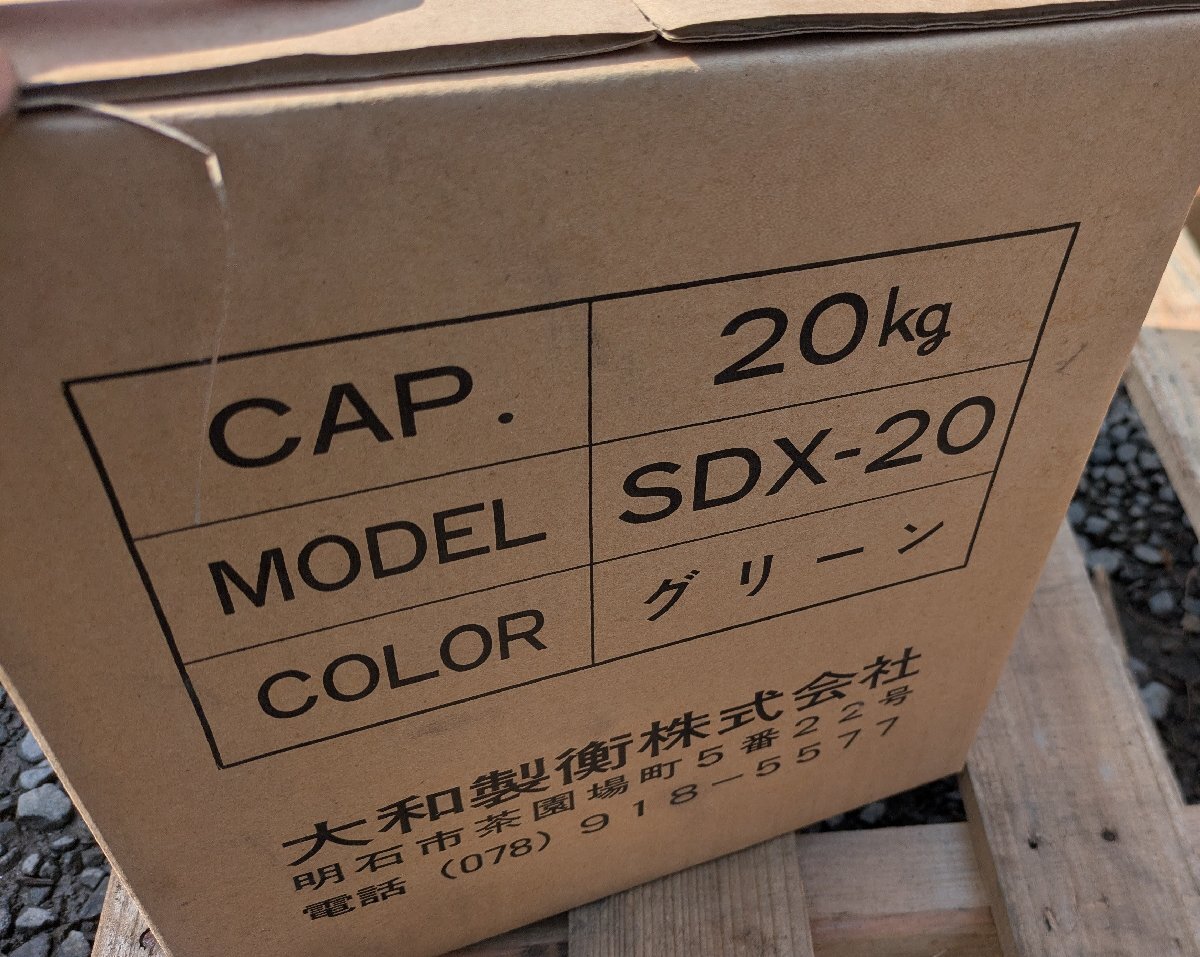 CAP. 20kg
MODEL SDX-20
COLOR グリーン
大和製衡株式会社
明石市茶園場町5番22号
電話 (078) 918-5577